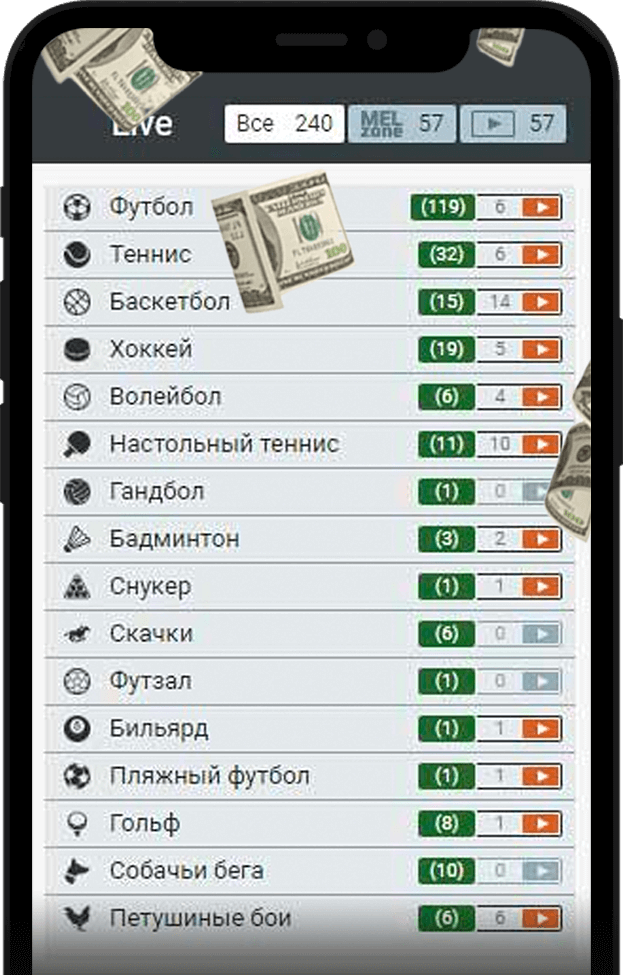 Live Все 240 MEL zone 57 57
Футбол (119) 6
Теннис (32) 6
Баскетбол (15) 14
Хоккей (19) 5
Волейбол (6) 4
Настольный теннис (11) 10
Гандбол (1) 0
Бадминтон (3) 2
Снукер (1) 1
Скачки (6) 0
Футзал (1) 0
Бильярд (1) 1
Пляжный футбол (1) 1
Гольф (8) 1
Собачьи бега (10) 0
Петушиные бои (6) 6
100
100
100